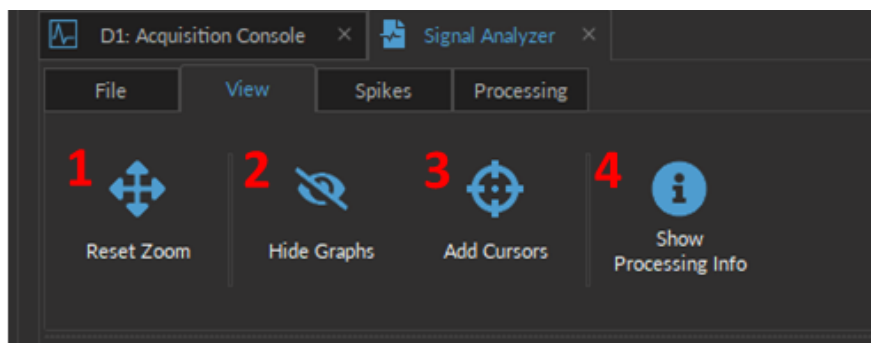 D1: Acquisition Console
Signal Analyzer
File
View
Spikes
Processing
1
2
3
4
Reset Zoom
Hide Graphs
Add Cursors
Show
Processing Info